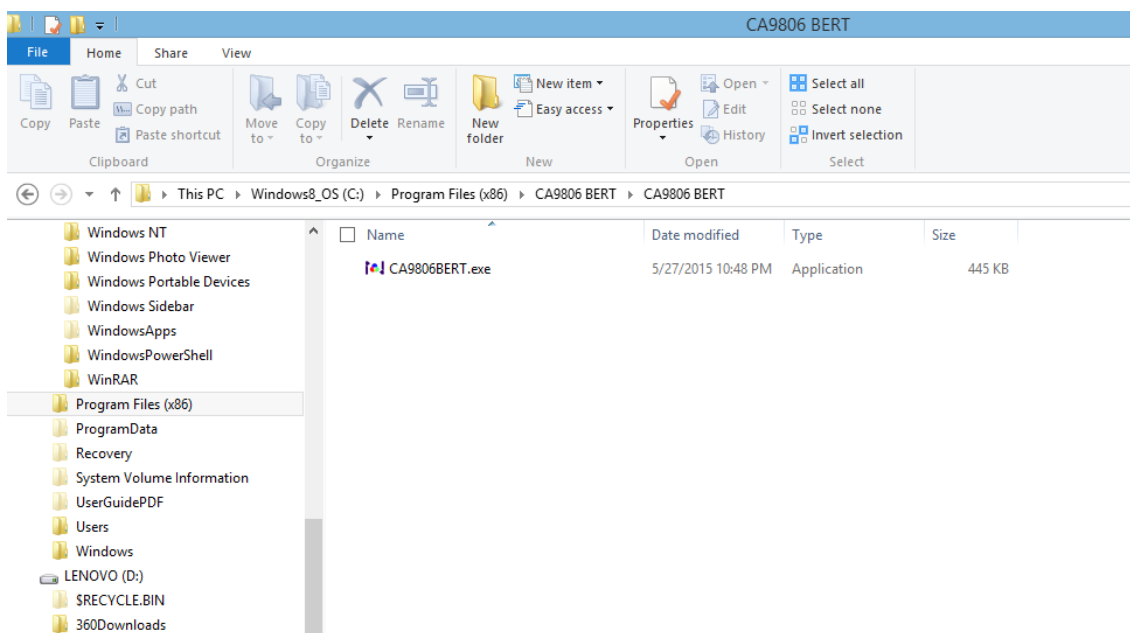 CA9806 BERT
File Home Share View
Copy
Paste
Cut
Copy path
Paste shortcut
Clipboard
Move to
Copy to
Delete
Rename
Organize
New folder
New item
Easy access
New
Properties
Open
Edit
History
Open
Select all
Select none
Invert selection
Select
This PC Windows8_OS (C:) Program Files (x86) CA9806 BERT CA9806 BERT
Windows NT
Windows Photo Viewer
Windows Portable Devices
Windows Sidebar
WindowsApps
WindowsPowerShell
WinRAR
Program Files (x86)
ProgramData
Recovery
System Volume Information
UserGuidePDF
Users
Windows
LENOVO (D:)
$RECYCLE.BIN
360Downloads
Name Date modified Type Size
CA9806BERT.exe 5/27/2015 10:48 PM Application 445 KB